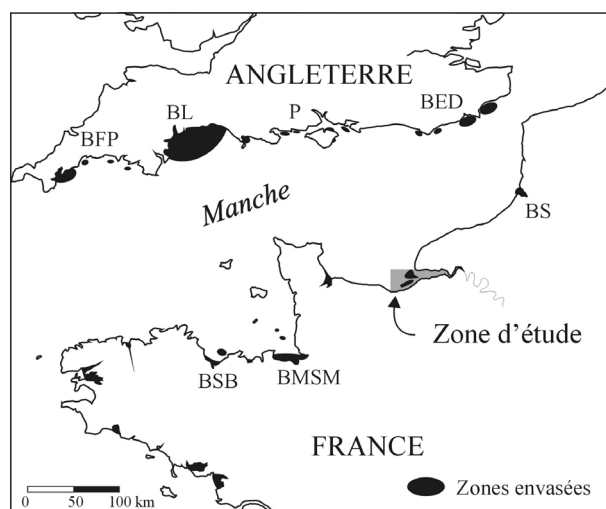 ANGLETERRE
BL
P
BED
BFP
Manche
BS
Zone d’étude
BSB
BMSM
FRANCE
0 50 100 km
Zones envasées